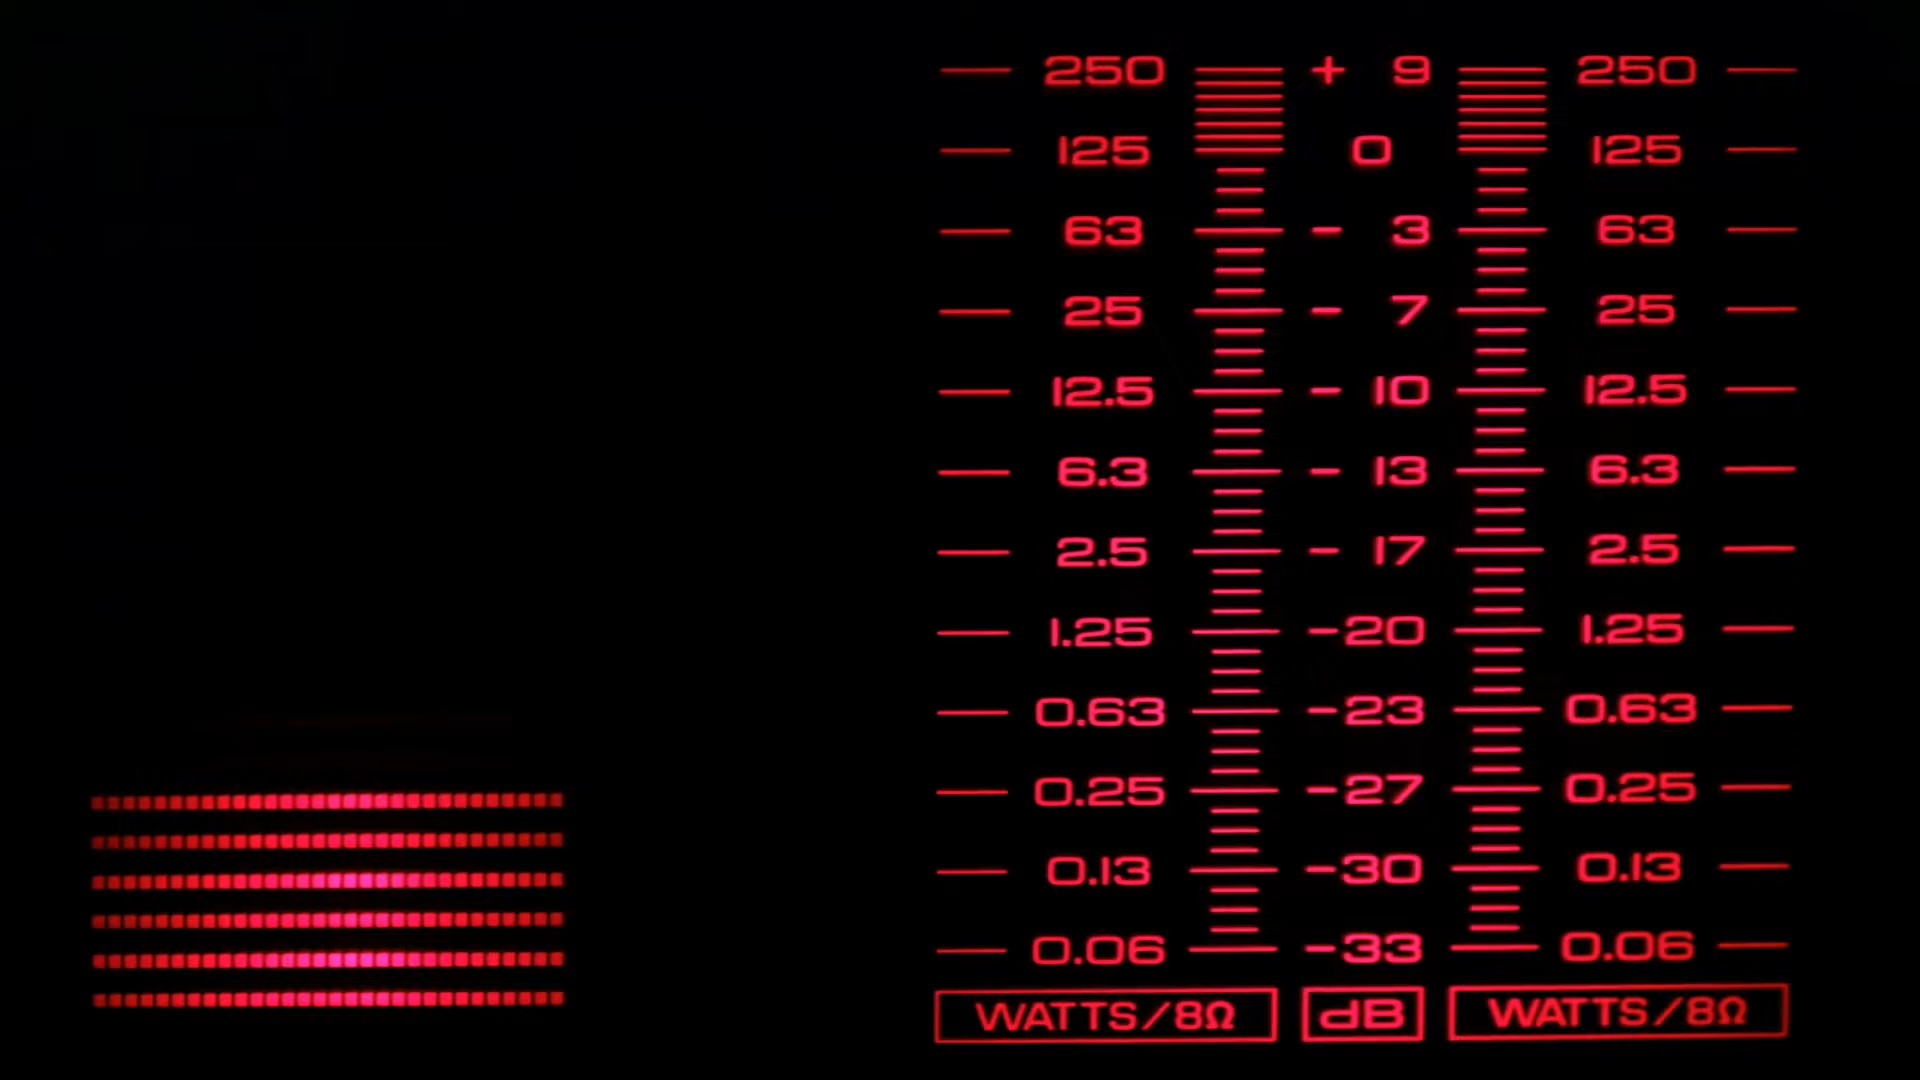 250 + 9 250
125 0 125
63 - 3 63
25 - 7 25
12.5 - 10 12.5
6.3 - 13 6.3
2.5 - 17 2.5
1.25 -20 1.25
0.63 -23 0.63
0.25 -27 0.25
0.13 -30 0.13
0.06 -33 0.06
WATTS/8Ω dB WATTS/8Ω